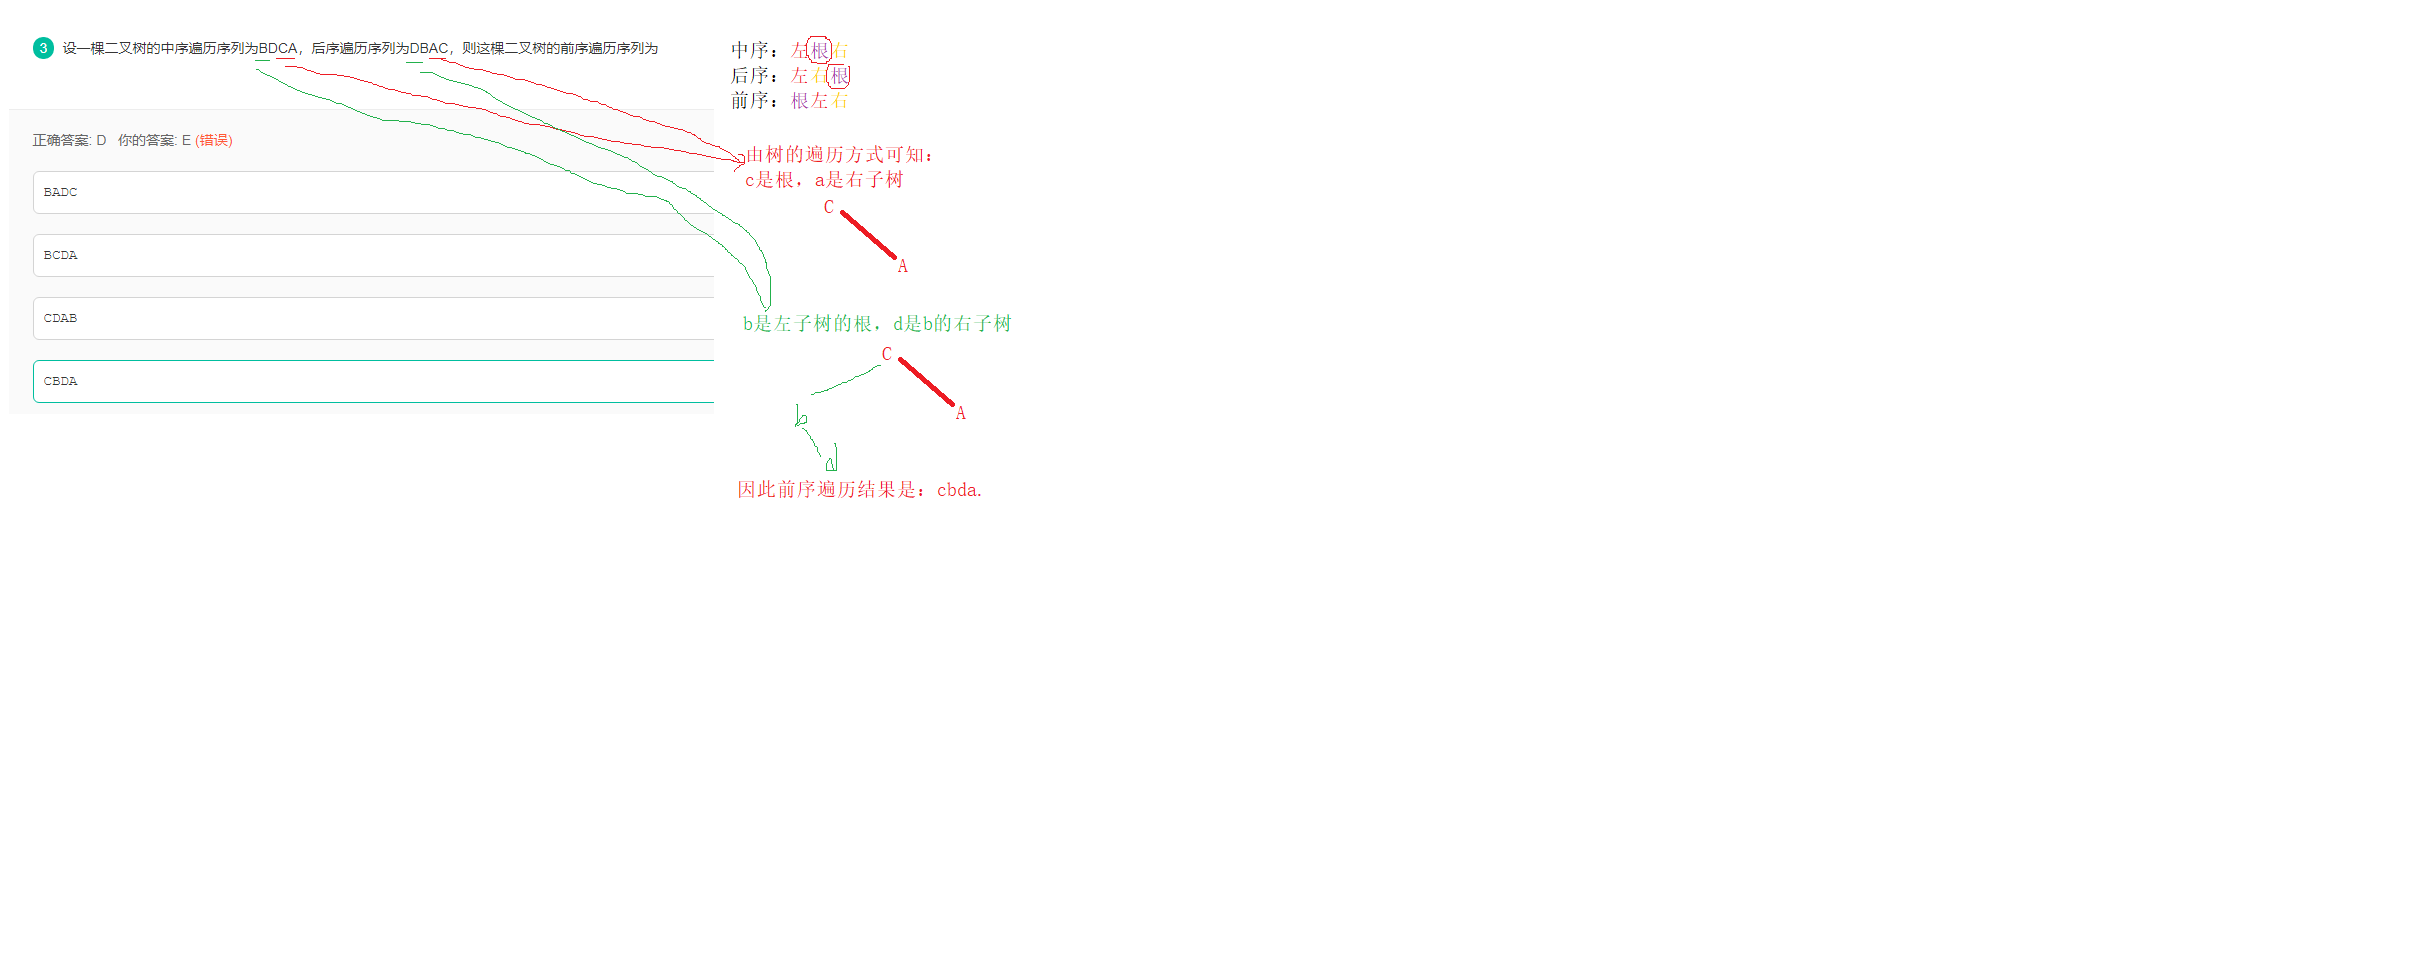 3 设一棵二叉树的中序遍历序列为BDCA，后序遍历序列为DBAC，则这棵二叉树的前序遍历序列为
正确答案: D 你的答案: E (错误)
BADC
BCDA
CDAB
CBDA
中序：左根右
后序：左右根
前序：根左右
由树的遍历方式可知：
c是根，a是右子树
C
A
b是左子树的根，d是b的右子树
C
A
b
d
因此前序遍历结果是：cbda.